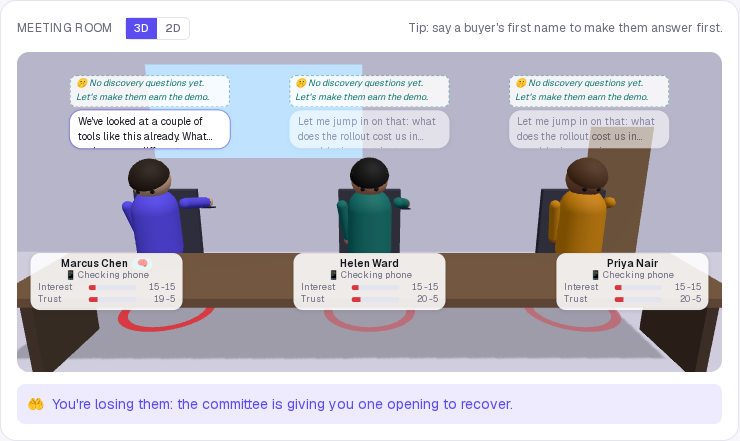 MEETING ROOM 3D 2D Tip: say a buyer's first name to make them answer first.
🤫 No discovery questions yet.
Let's make them earn the demo.
We've looked at a couple of
tools like this already. What...
🤫 No discovery questions yet.
Let's make them earn the demo.
Let me jump in on that: what
does the rollout cost us in...
🤫 No discovery questions yet.
Let's make them earn the demo.
Let me jump in on that: what
does the rollout cost us in...
Marcus Chen 🧠
📱 Checking phone
Interest 15 -15
Trust 19 -5
Helen Ward
📱 Checking phone
Interest 15 -15
Trust 20 -5
Priya Nair
📱 Checking phone
Interest 15 -15
Trust 20 -5
🤲 You're losing them: the committee is giving you one opening to recover.